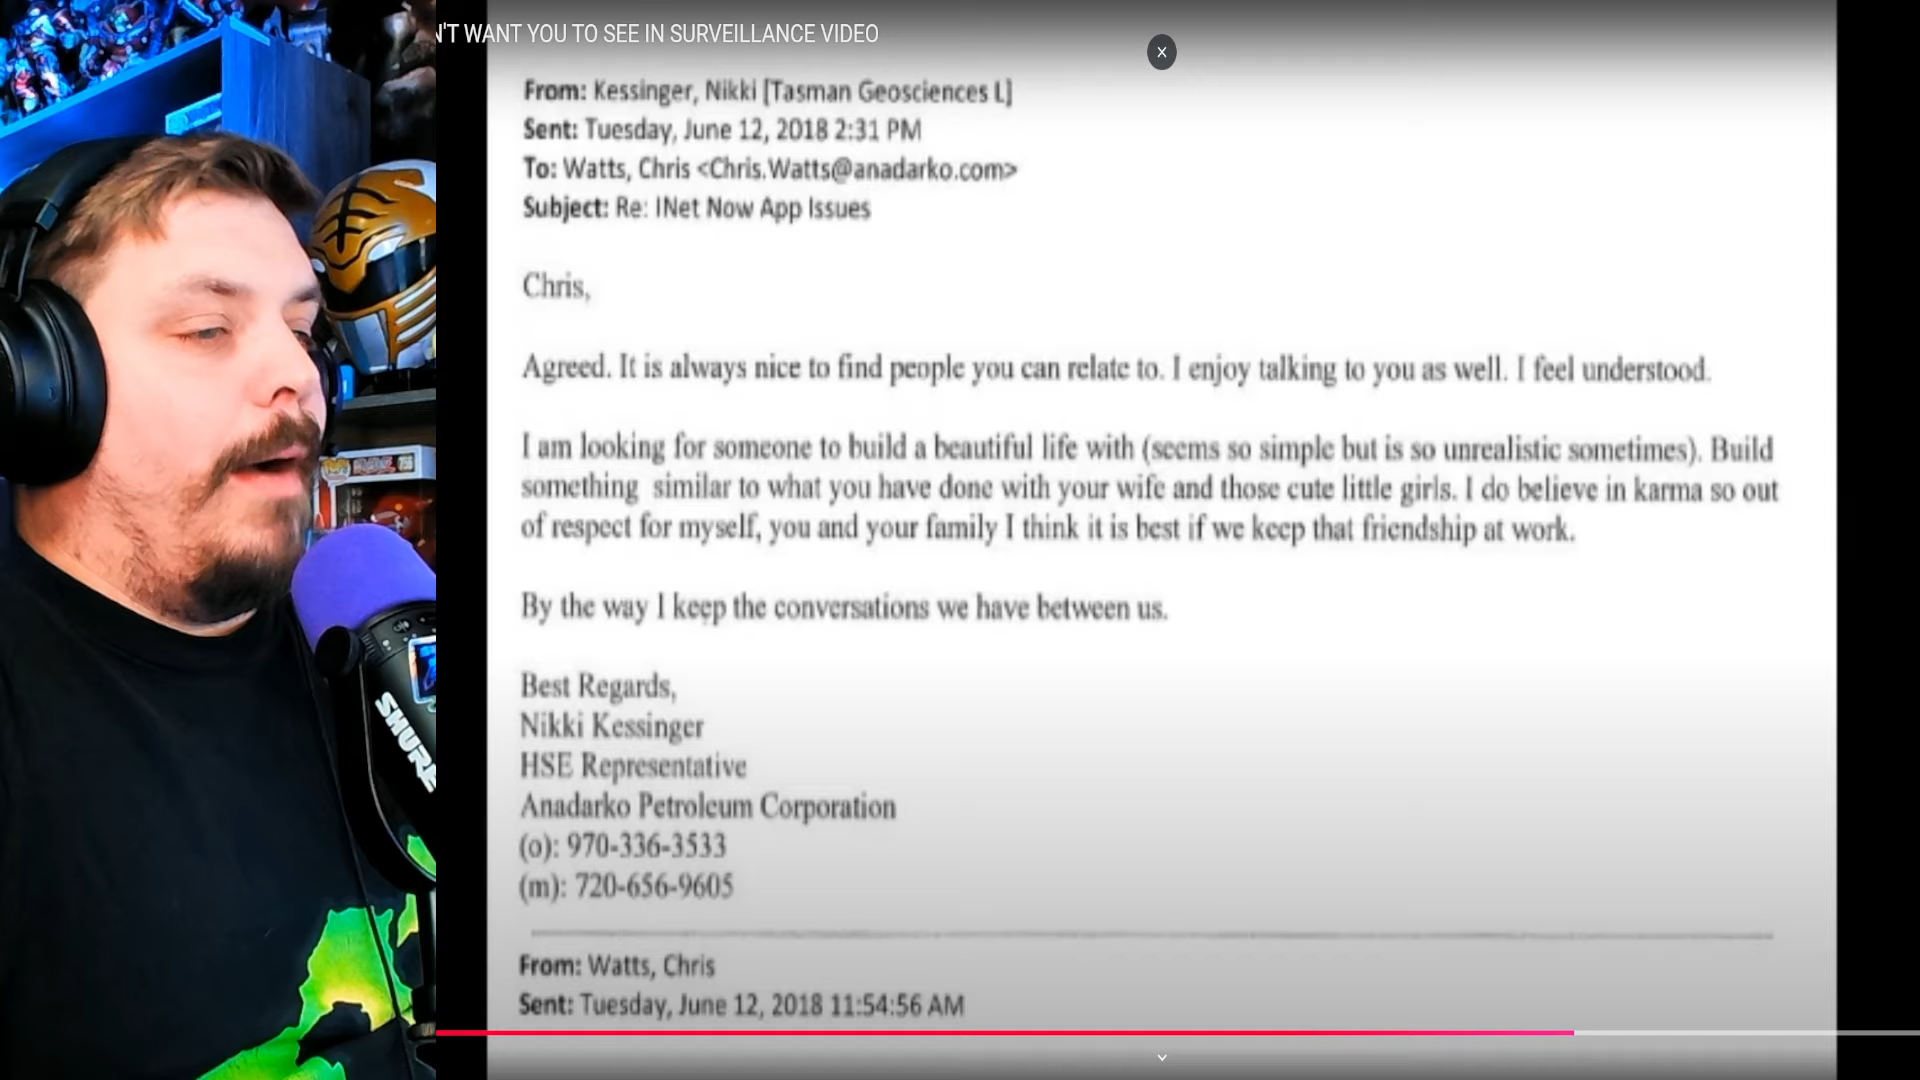 N'T WANT YOU TO SEE IN SURVEILLANCE VIDEO
From: Kessinger, Nikki [Tasman Geosciences L]
Sent: Tuesday, June 12, 2018 2:31 PM
To: Watts, Chris <Chris.Watts@anadarko.com>
Subject: Re: INet Now App Issues
Chris,
Agreed. It is always nice to find people you can relate to. I enjoy talking to you as well. I feel understood.
I am looking for someone to build a beautiful life with (seems so simple but is so unrealistic sometimes). Build
something similar to what you have done with your wife and those cute little girls. I do believe in karma so out
of respect for myself, you and your family I think it is best if we keep that friendship at work.
By the way I keep the conversations we have between us.
Best Regards,
Nikki Kessinger
HSE Representative
Anadarko Petroleum Corporation
(o): 970-336-3533
(m): 720-656-9605
From: Watts, Chris
Sent: Tuesday, June 12, 2018 11:54:56 AM
SHURE